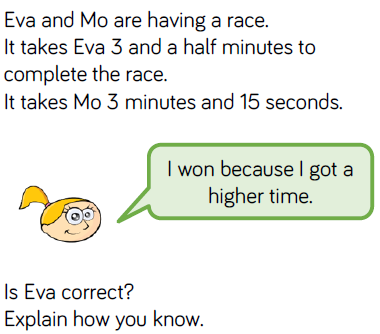 Eva and Mo are having a race.
It takes Eva 3 and a half minutes to
complete the race.
It takes Mo 3 minutes and 15 seconds.
I won because I got a
higher time.
Is Eva correct?
Explain how you know.